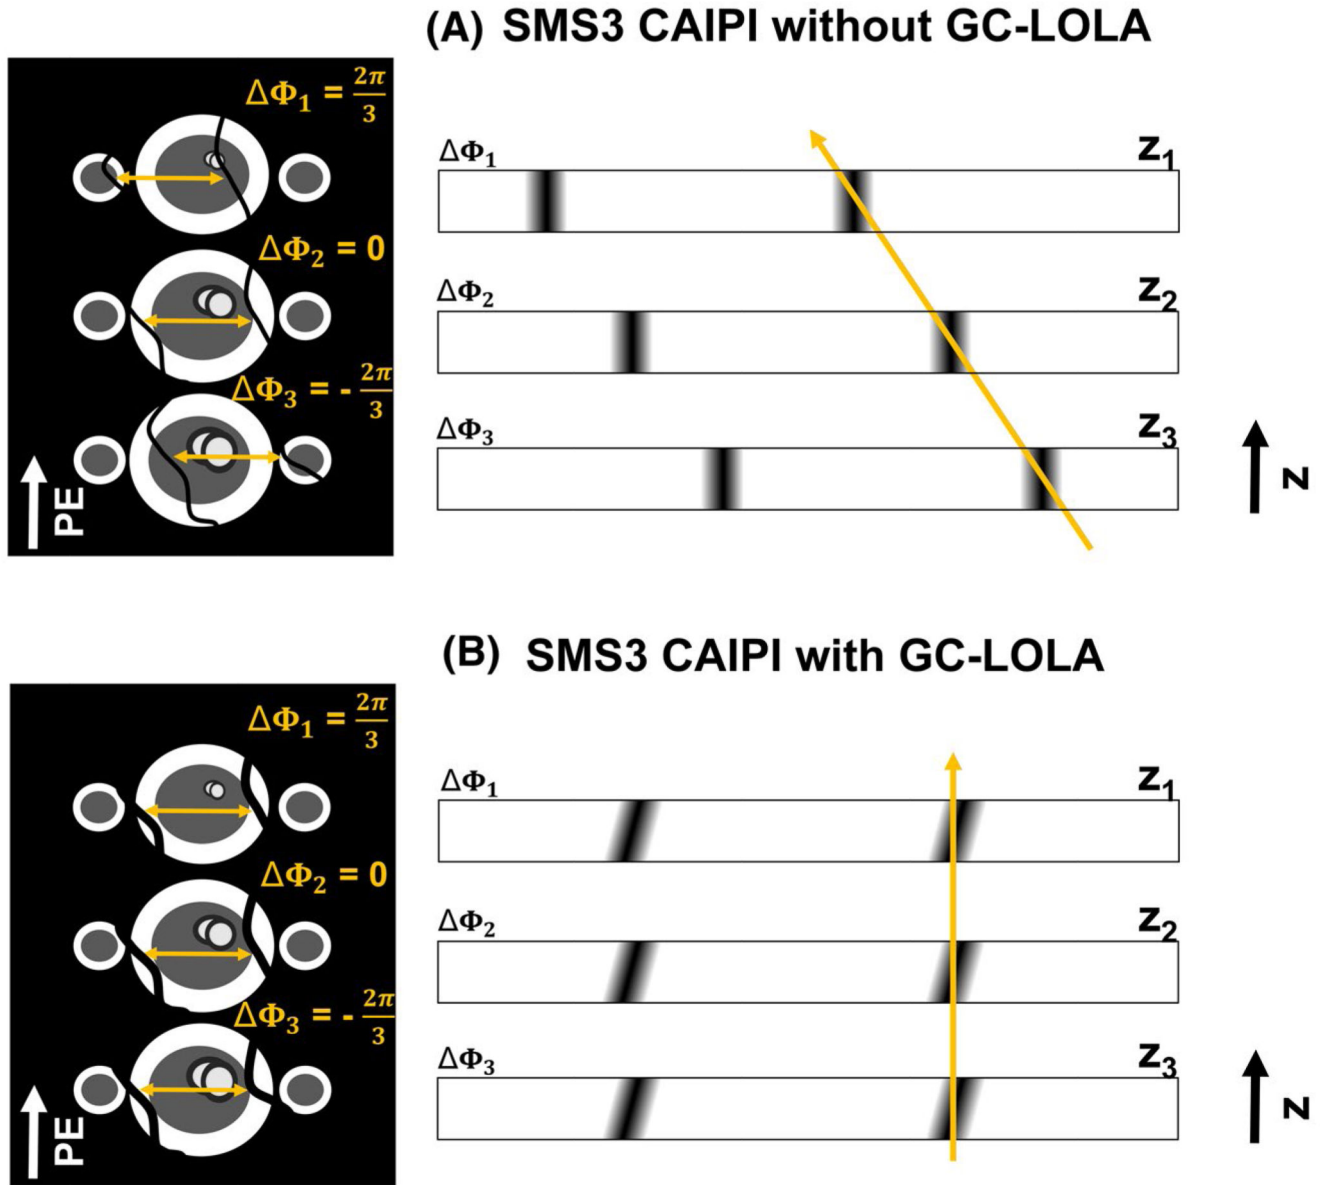 (A) SMS3 CAIPI without GC-LOLA
ΔΦ₁ = 2π/3
ΔΦ₂ = 0
ΔΦ₃ = - 2π/3
PE
ΔΦ₁ z₁
ΔΦ₂ z₂
ΔΦ₃ z₃
z
(B) SMS3 CAIPI with GC-LOLA
ΔΦ₁ = 2π/3
ΔΦ₂ = 0
ΔΦ₃ = - 2π/3
PE
ΔΦ₁ z₁
ΔΦ₂ z₂
ΔΦ₃ z₃
z